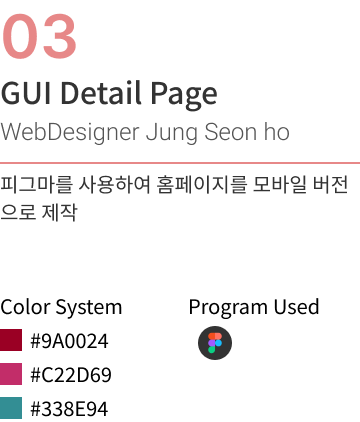 03
GUI Detail Page
WebDesigner Jung Seon ho
피그마를 사용하여 홈페이지를 모바일 버전
으로 제작
Color System
#9A0024
#C22D69
#338E94
Program Used